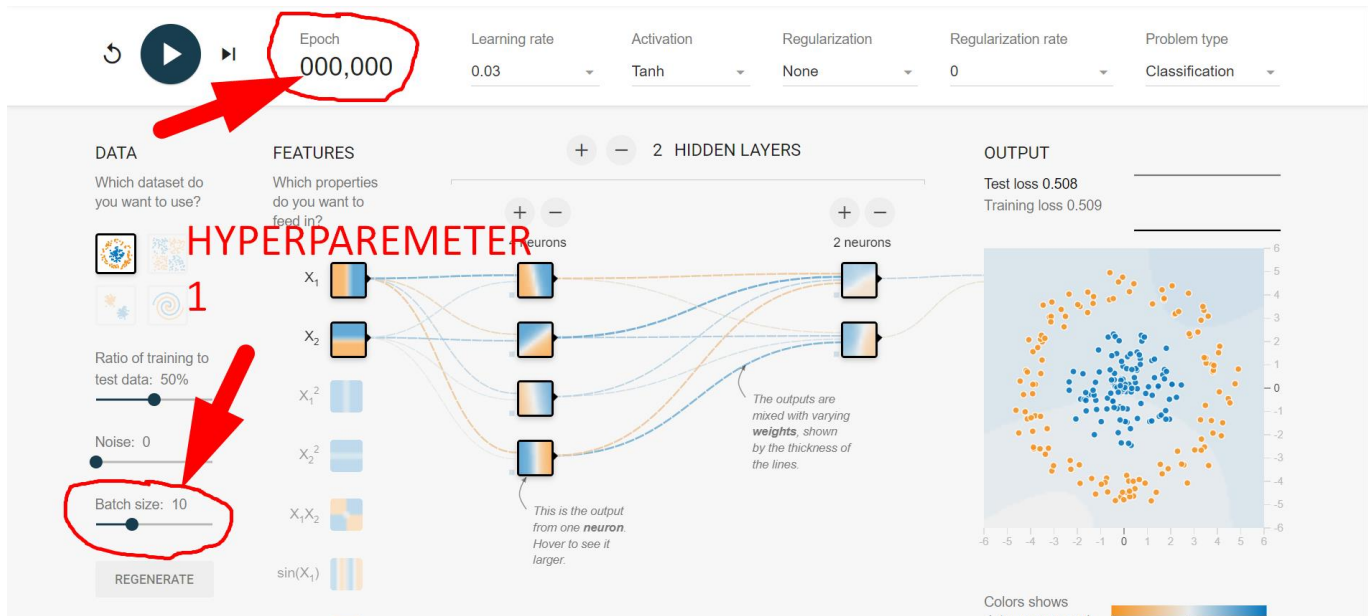 Epoch
000,000
Learning rate
0.03
Activation
Tanh
Regularization
None
Regularization rate
0
Problem type
Classification
DATA
Which dataset do
you want to use?
Ratio of training to
test data: 50%
Noise: 0
Batch size: 10
REGENERATE
FEATURES
Which properties
do you want to
feed in?
HYPERPAREMETER
1
X1
X2
X1²
X2²
X1X2
sin(X1)
+ − 2 HIDDEN LAYERS
+ −
neurons
+ −
2 neurons
The outputs are
mixed with varying
weights, shown
by the thickness of
the lines.
This is the output
from one neuron.
Hover to see it
larger.
OUTPUT
Test loss 0.508
Training loss 0.509
6
5
4
3
2
1
0
-1
-2
-3
-4
-5
-6
-6 -5 -4 -3 -2 -1 0 1 2 3 4 5 6
Colors shows